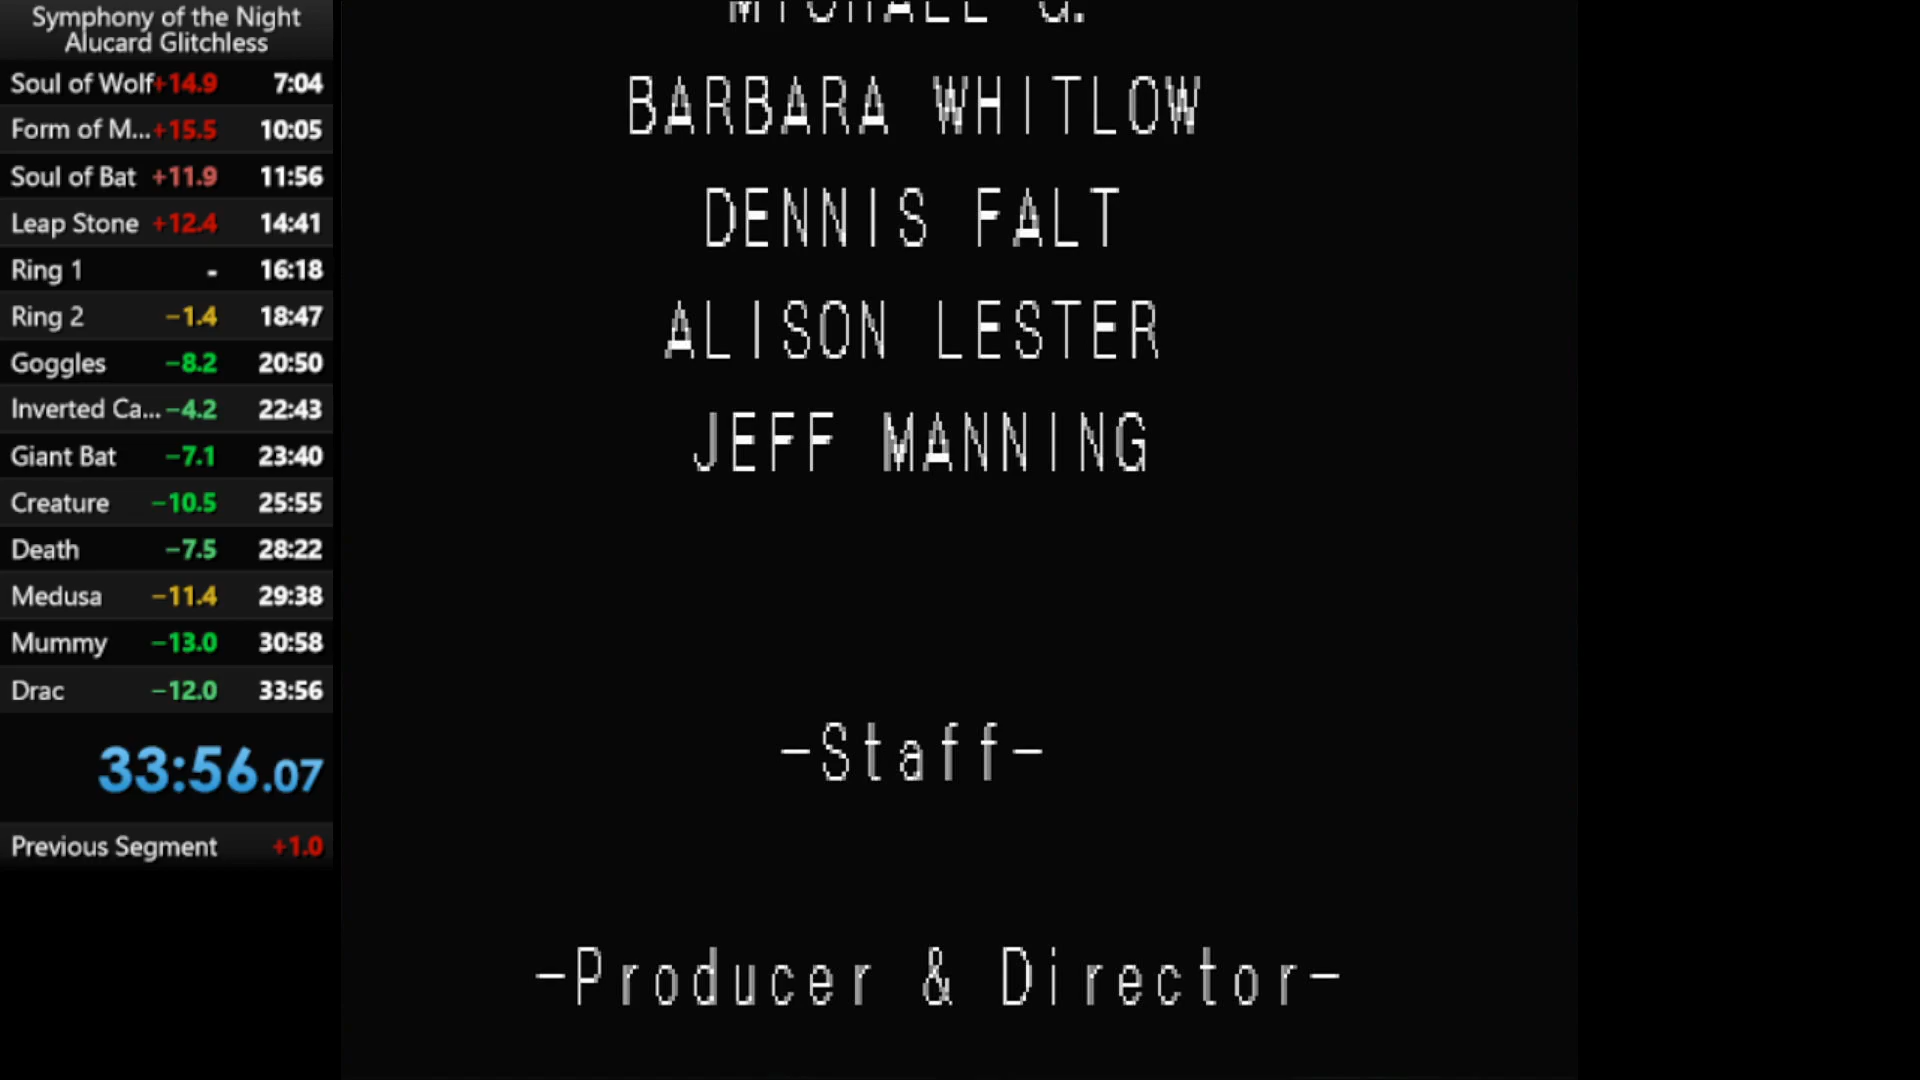 Symphony of the Night
Alucard Glitchless
Soul of Wolf +14.9 7:04
Form of M... +15.5 10:05
Soul of Bat +11.9 11:56
Leap Stone +12.4 14:41
Ring 1 - 16:18
Ring 2 −1.4 18:47
Goggles −8.2 20:50
Inverted Ca... −4.2 22:43
Giant Bat −7.1 23:40
Creature −10.5 25:55
Death −7.5 28:22
Medusa −11.4 29:38
Mummy −13.0 30:58
Drac −12.0 33:56
33:56.07
Previous Segment +1.0
MICHAEL G.
BARBARA WHITLOW
DENNIS FALT
ALISON LESTER
JEFF MANNING
-Staff-
-Producer & Director-